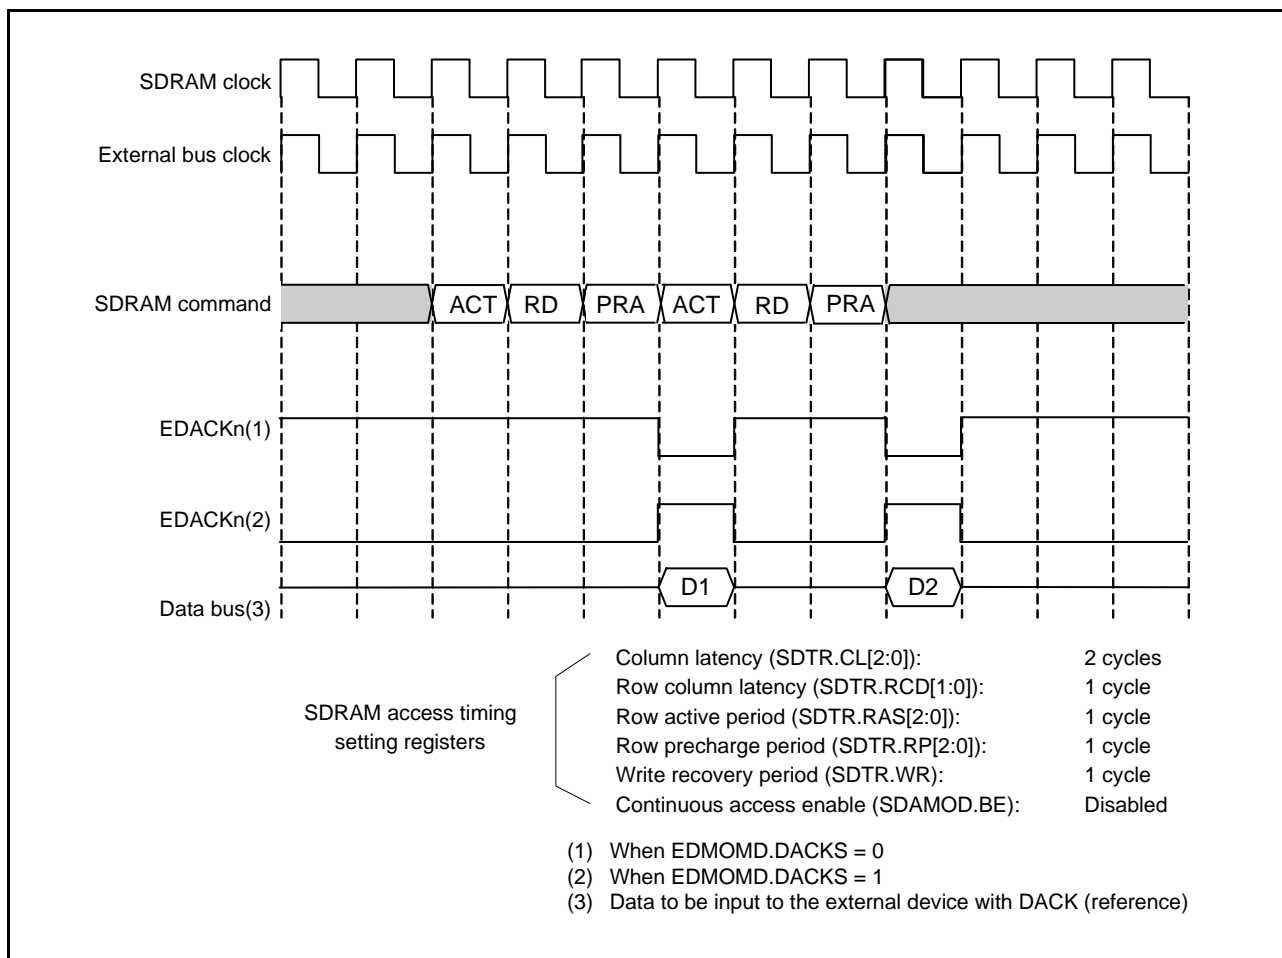 SDRAM clock
External bus clock
SDRAM command
ACT RD PRA ACT RD PRA
EDACKn(1)
EDACKn(2)
D1 D2
Data bus(3)
SDRAM access timing
setting registers
Column latency (SDTR.CL[2:0]): 2 cycles
Row column latency (SDTR.RCD[1:0]): 1 cycle
Row active period (SDTR.RAS[2:0]): 1 cycle
Row precharge period (SDTR.RP[2:0]): 1 cycle
Write recovery period (SDTR.WR): 1 cycle
Continuous access enable (SDAMOD.BE): Disabled
(1) When EDMOMD.DACKS = 0
(2) When EDMOMD.DACKS = 1
(3) Data to be input to the external device with DACK (reference)